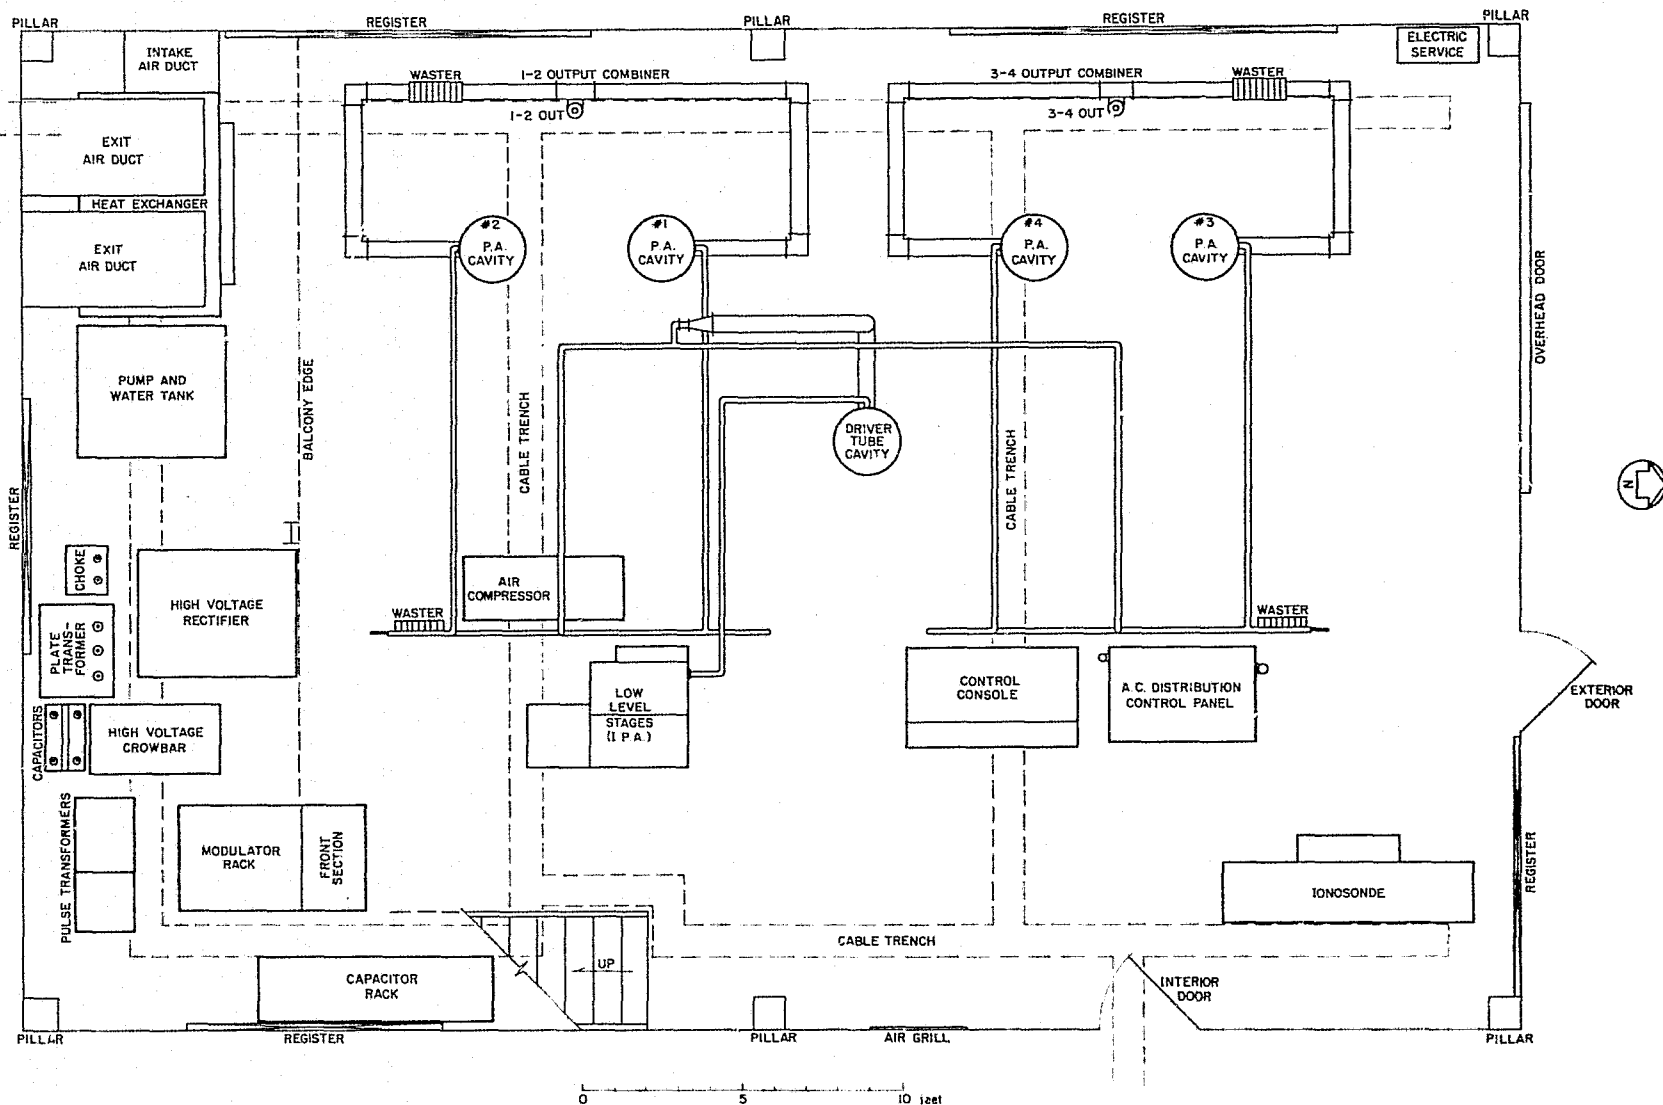 PILLAR
REGISTER
PILLAR
REGISTER
PILLAR
INTAKE
AIR DUCT
ELECTRIC
SERVICE
WASTER
1-2 OUTPUT COMBINER
3-4 OUTPUT COMBINER
WASTER
1-2 OUT
3-4 OUT
EXIT
AIR DUCT
HEAT EXCHANGER
EXIT
AIR DUCT
#2
P.A.
CAVITY
#1
P.A.
CAVITY
#4
P.A.
CAVITY
#3
P.A.
CAVITY
OVERHEAD DOOR
PUMP AND
WATER TANK
BALCONY EDGE
CABLE TRENCH
DRIVER
TUBE
CAVITY
CABLE TRENCH
N
REGISTER
CHOKE
HIGH VOLTAGE
RECTIFIER
AIR
COMPRESSOR
PLATE
TRANS-
FORMER
WASTER
WASTER
LOW
LEVEL
STAGES
(I P.A.)
CONTROL
CONSOLE
A.C. DISTRIBUTION
CONTROL PANEL
EXTERIOR
DOOR
CAPACITORS
HIGH VOLTAGE
CROWBAR
PULSE TRANSFORMERS
MODULATOR
RACK
FRONT
SECTION
IONOSONDE
REGISTER
CABLE TRENCH
UP
CAPACITOR
RACK
INTERIOR
DOOR
PILLAR
REGISTER
PILLAR
AIR GRILL
PILLAR
0 5 10 feet